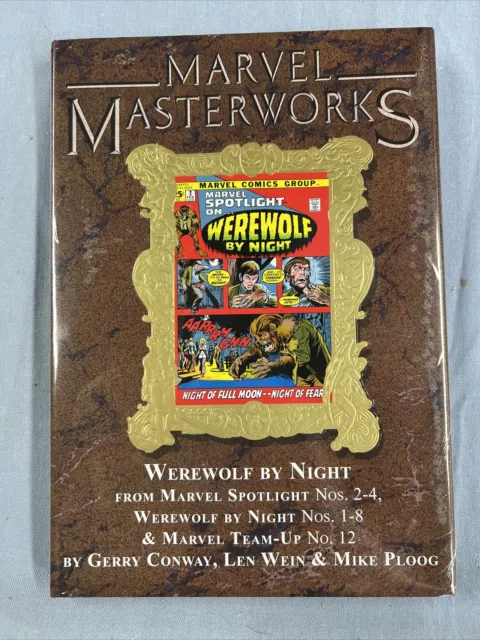 MARVEL
MASTERWORKS
MARVEL COMICS GROUP
2
MARVEL
SPOTLIGHT
ON...
WEREWOLF
BY NIGHT
AARRGH
NIGHT OF FULL MOON--NIGHT OF FEAR
WEREWOLF BY NIGHT
FROM MARVEL SPOTLIGHT NOS. 2-4,
WEREWOLF BY NIGHT NOS. 1-8
& MARVEL TEAM-UP NO. 12
BY GERRY CONWAY, LEN WEIN & MIKE PLOOG